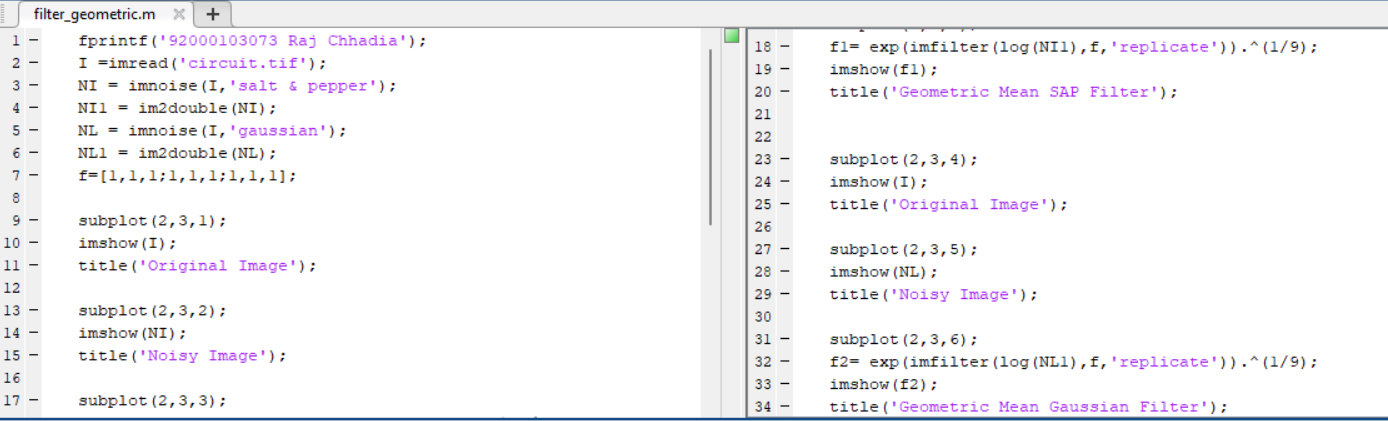 filter_geometric.m × +
1 – fprintf('92000103073 Raj Chhadia');
2 – I =imread('circuit.tif');
3 – NI = imnoise(I,'salt & pepper');
4 – NI1 = im2double(NI);
5 – NL = imnoise(I,'gaussian');
6 – NL1 = im2double(NL);
7 – f=[1,1,1;1,1,1;1,1,1];
8
9 – subplot(2,3,1);
10 – imshow(I);
11 – title('Original Image');
12
13 – subplot(2,3,2);
14 – imshow(NI);
15 – title('Noisy Image');
16
17 – subplot(2,3,3);
18 – f1= exp(imfilter(log(NI1),f,'replicate')).^(1/9);
19 – imshow(f1);
20 – title('Geometric Mean SAP Filter');
21
22
23 – subplot(2,3,4);
24 – imshow(I);
25 – title('Original Image');
26
27 – subplot(2,3,5);
28 – imshow(NL);
29 – title('Noisy Image');
30
31 – subplot(2,3,6);
32 – f2= exp(imfilter(log(NL1),f,'replicate')).^(1/9);
33 – imshow(f2);
34 – title('Geometric Mean Gaussian Filter');